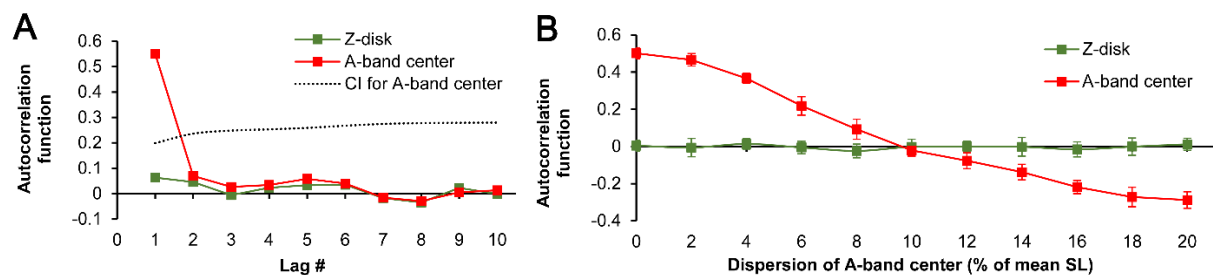 A
Autocorrelation
function
0.6
0.5
0.4
0.3
0.2
0.1
0
-0.1
Z-disk
A-band center
CI for A-band center
0 1 2 3 4 5 6 7 8 9 10
Lag #
B
Autocorrelation
function
0.6
0.4
0.2
0
-0.2
-0.4
Z-disk
A-band center
0 2 4 6 8 10 12 14 16 18 20
Dispersion of A-band center (% of mean SL)